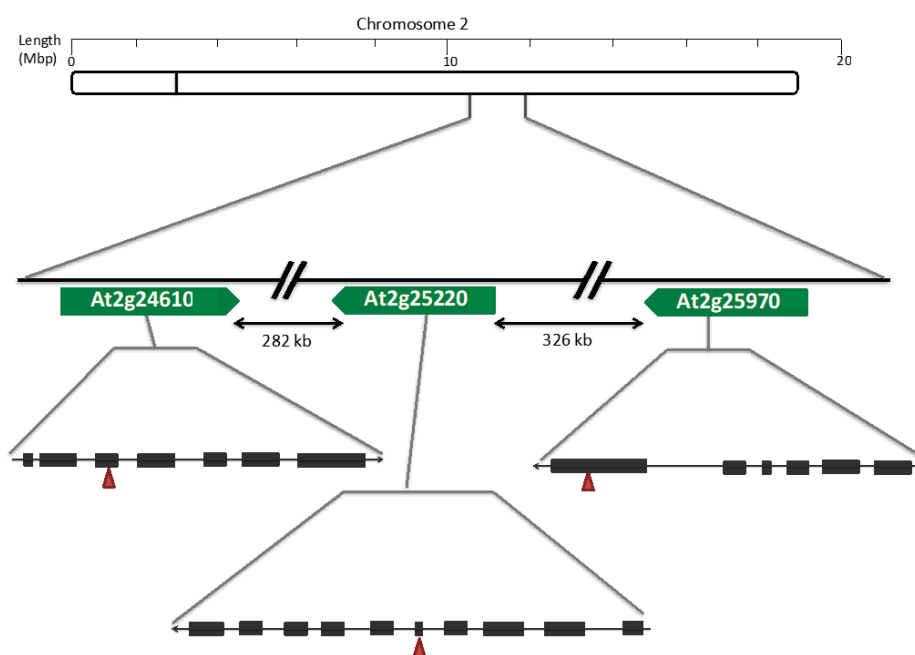 Chromosome 2
Length
(Mbp)
0
10
20
At2g24610
At2g25220
At2g25970
282 kb
326 kb